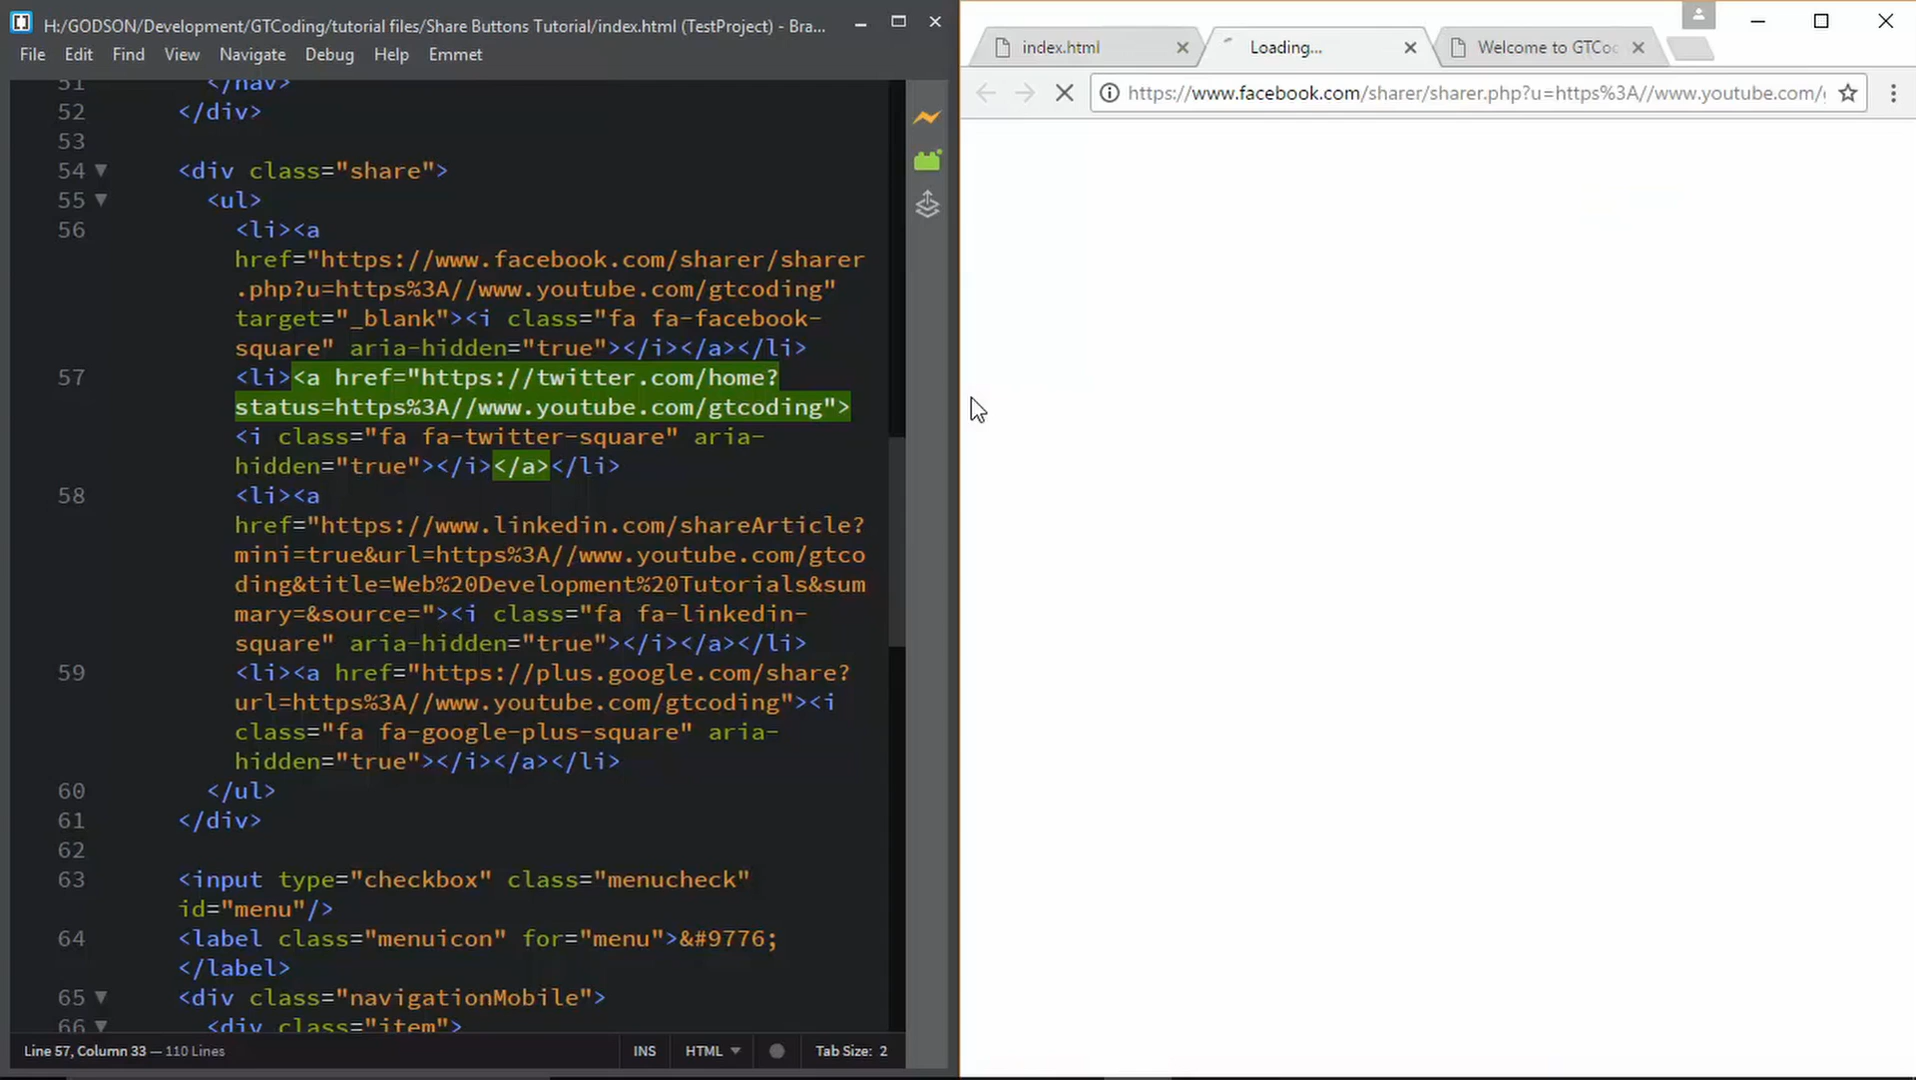 H:/GODSON/Development/GTCoding/tutorial files/Share Buttons Tutorial/index.html (TestProject) - Bra...
File Edit Find View Navigate Debug Help Emmet
51 </nav>
52 </div>
53
54 <div class="share">
55 <ul>
56 <li><a
href="https://www.facebook.com/sharer/sharer
.php?u=https%3A//www.youtube.com/gtcoding"
target="_blank"><i class="fa fa-facebook-
square" aria-hidden="true"></i></a></li>
57 <li><a href="https://twitter.com/home?
status=https%3A//www.youtube.com/gtcoding">
<i class="fa fa-twitter-square" aria-
hidden="true"></i></a></li>
58 <li><a
href="https://www.linkedin.com/shareArticle?
mini=true&url=https%3A//www.youtube.com/gtco
ding&title=Web%20Development%20Tutorials&sum
mary=&source="><i class="fa fa-linkedin-
square" aria-hidden="true"></i></a></li>
59 <li><a href="https://plus.google.com/share?
url=https%3A//www.youtube.com/gtcoding"><i
class="fa fa-google-plus-square" aria-
hidden="true"></i></a></li>
60 </ul>
61 </div>
62
63 <input type="checkbox" class="menucheck"
id="menu"/>
64 <label class="menuicon" for="menu">&#9776;
</label>
65 <div class="navigationMobile">
66 <div class="item">
Line 57, Column 33 — 110 Lines
INS HTML Tab Size: 2
index.html Loading... Welcome to GTCoc
https://www.facebook.com/sharer/sharer.php?u=https%3A//www.youtube.com/